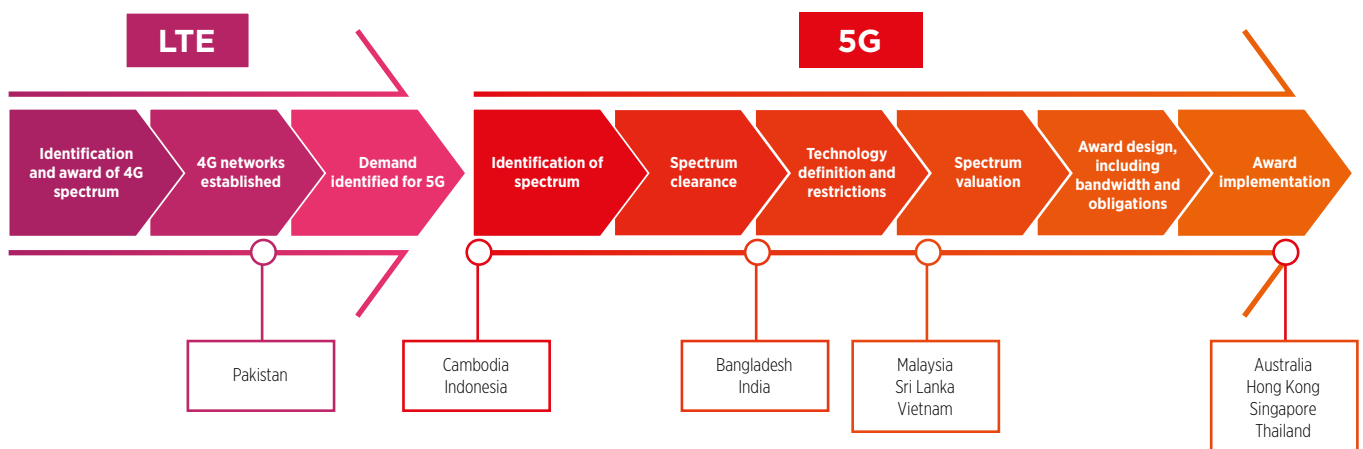 LTE
5G
Identification
and award of 4G
spectrum
4G networks
established
Demand
identified for 5G
Identification of
spectrum
Spectrum
clearance
Technology
definition and
restrictions
Spectrum
valuation
Award design,
including
bandwidth and
obligations
Award
implementation
Pakistan
Cambodia
Indonesia
Bangladesh
India
Malaysia
Sri Lanka
Vietnam
Australia
Hong Kong
Singapore
Thailand